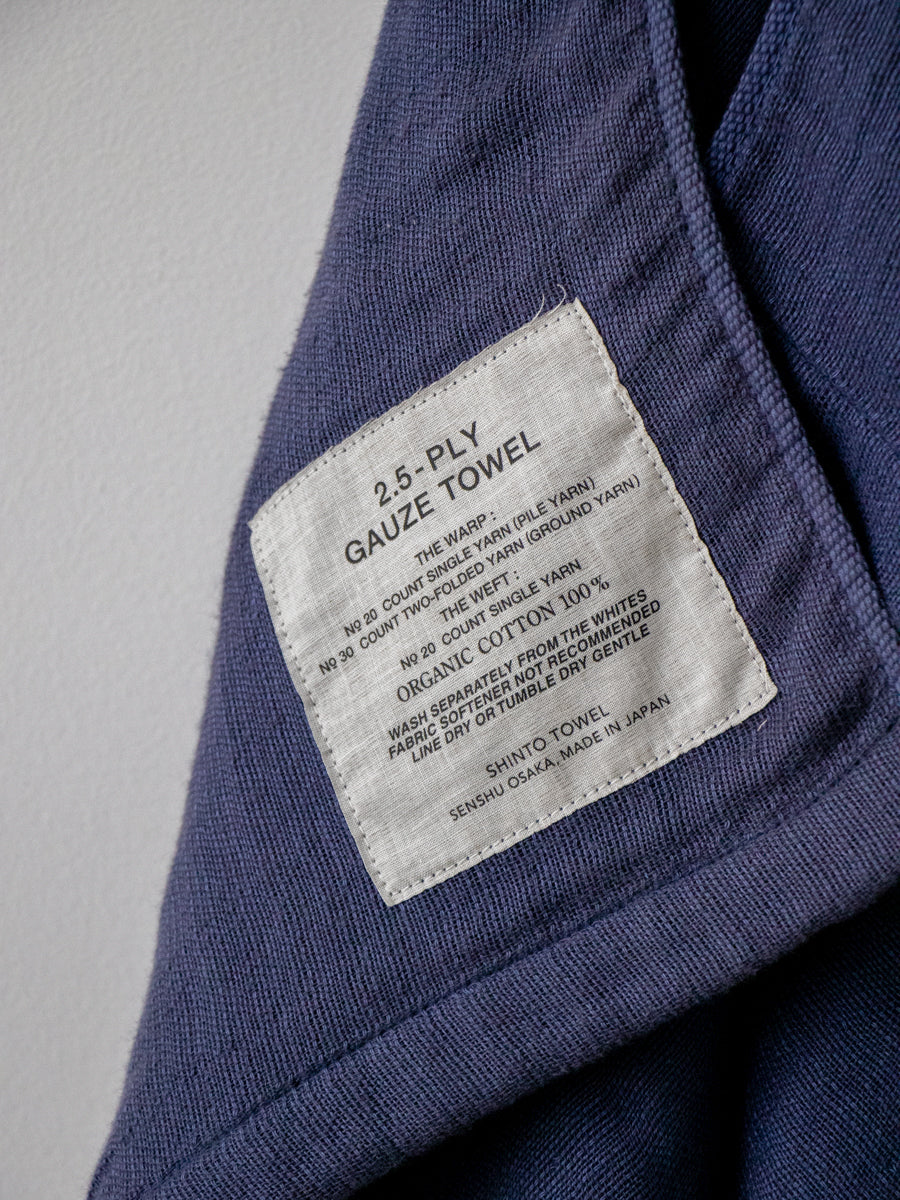 2.5-PLY
GAUZE TOWEL
THE WARP :
№ 20 COUNT SINGLE YARN (PILE YARN)
№ 30 COUNT TWO-FOLDED YARN (GROUND YARN)
THE WEFT :
№ 20 COUNT SINGLE YARN
ORGANIC COTTON 100%
WASH SEPARATELY FROM THE WHITES
FABRIC SOFTENER NOT RECOMMENDED
LINE DRY OR TUMBLE DRY GENTLE
SHINTO TOWEL
SENSHU OSAKA, MADE IN JAPAN